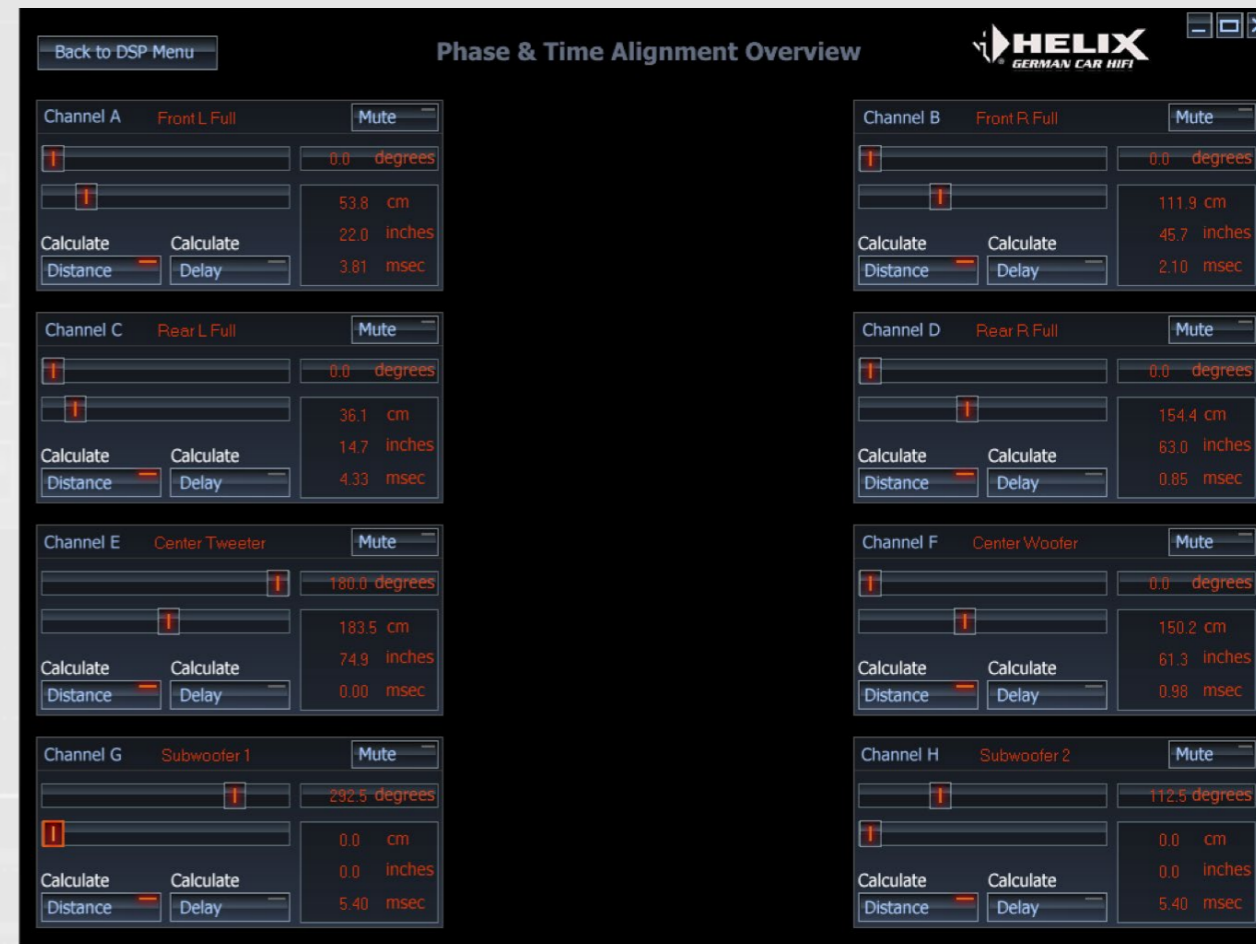 Back to DSP Menu
Phase & Time Alignment Overview
HELIX
GERMAN CAR HIFI
Channel A Front L Full Mute
0.0 degrees
53.8 cm
22.0 inches
3.81 msec
Calculate Calculate
Distance Delay
Channel B Front R Full Mute
0.0 degrees
111.9 cm
45.7 inches
2.10 msec
Calculate Calculate
Distance Delay
Channel C Rear L Full Mute
0.0 degrees
36.1 cm
14.7 inches
4.33 msec
Calculate Calculate
Distance Delay
Channel D Rear R Full Mute
0.0 degrees
154.4 cm
63.0 inches
0.85 msec
Calculate Calculate
Distance Delay
Channel E Center Tweeter Mute
180.0 degrees
183.5 cm
74.9 inches
0.00 msec
Calculate Calculate
Distance Delay
Channel F Center Woofer Mute
0.0 degrees
150.2 cm
61.3 inches
0.98 msec
Calculate Calculate
Distance Delay
Channel G Subwoofer 1 Mute
292.5 degrees
0.0 cm
0.0 inches
5.40 msec
Calculate Calculate
Distance Delay
Channel H Subwoofer 2 Mute
112.5 degrees
0.0 cm
0.0 inches
5.40 msec
Calculate Calculate
Distance Delay